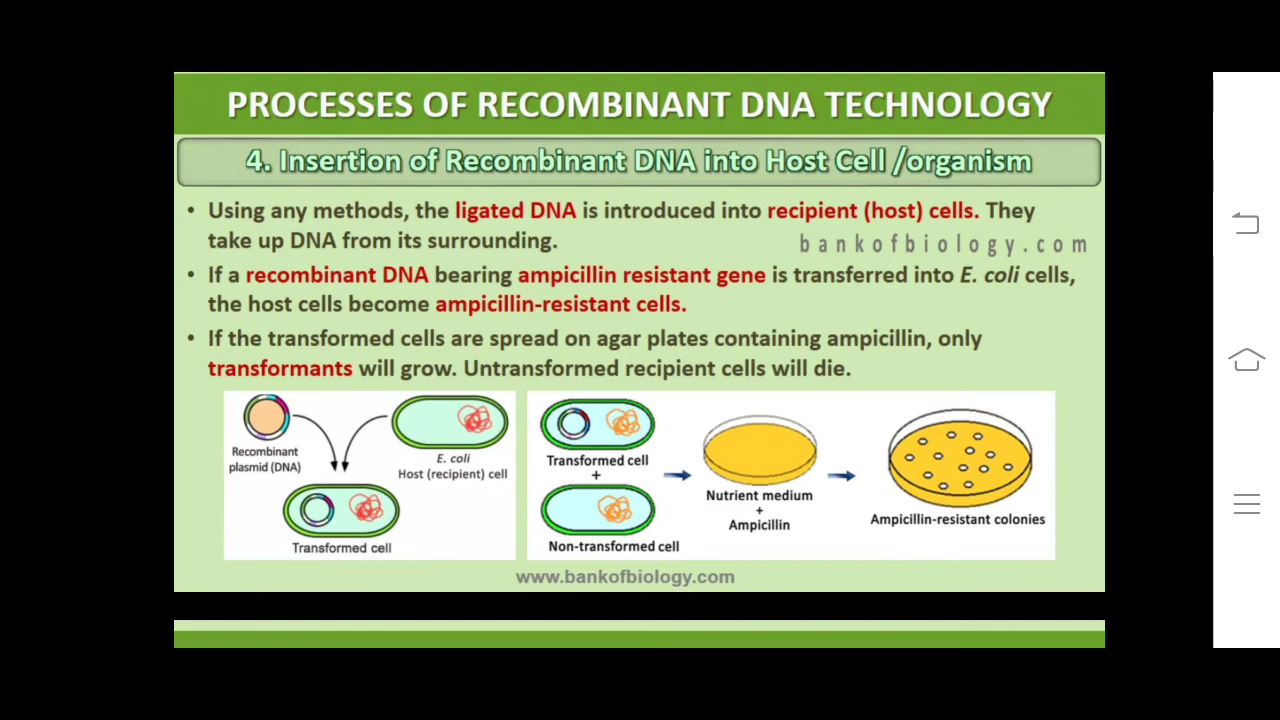 PROCESSES OF RECOMBINANT DNA TECHNOLOGY
4. Insertion of Recombinant DNA into Host Cell /organism
• Using any methods, the ligated DNA is introduced into recipient (host) cells. They
take up DNA from its surrounding.
bankofbiology.com
• If a recombinant DNA bearing ampicillin resistant gene is transferred into E. coli cells,
the host cells become ampicillin-resistant cells.
• If the transformed cells are spread on agar plates containing ampicillin, only
transformants will grow. Untransformed recipient cells will die.
Recombinant
plasmid (DNA)
E. coli
Host (recipient) cell
Transformed cell
Transformed cell
+
Non-transformed cell
Nutrient medium
+
Ampicillin
Ampicillin-resistant colonies
www.bankofbiology.com